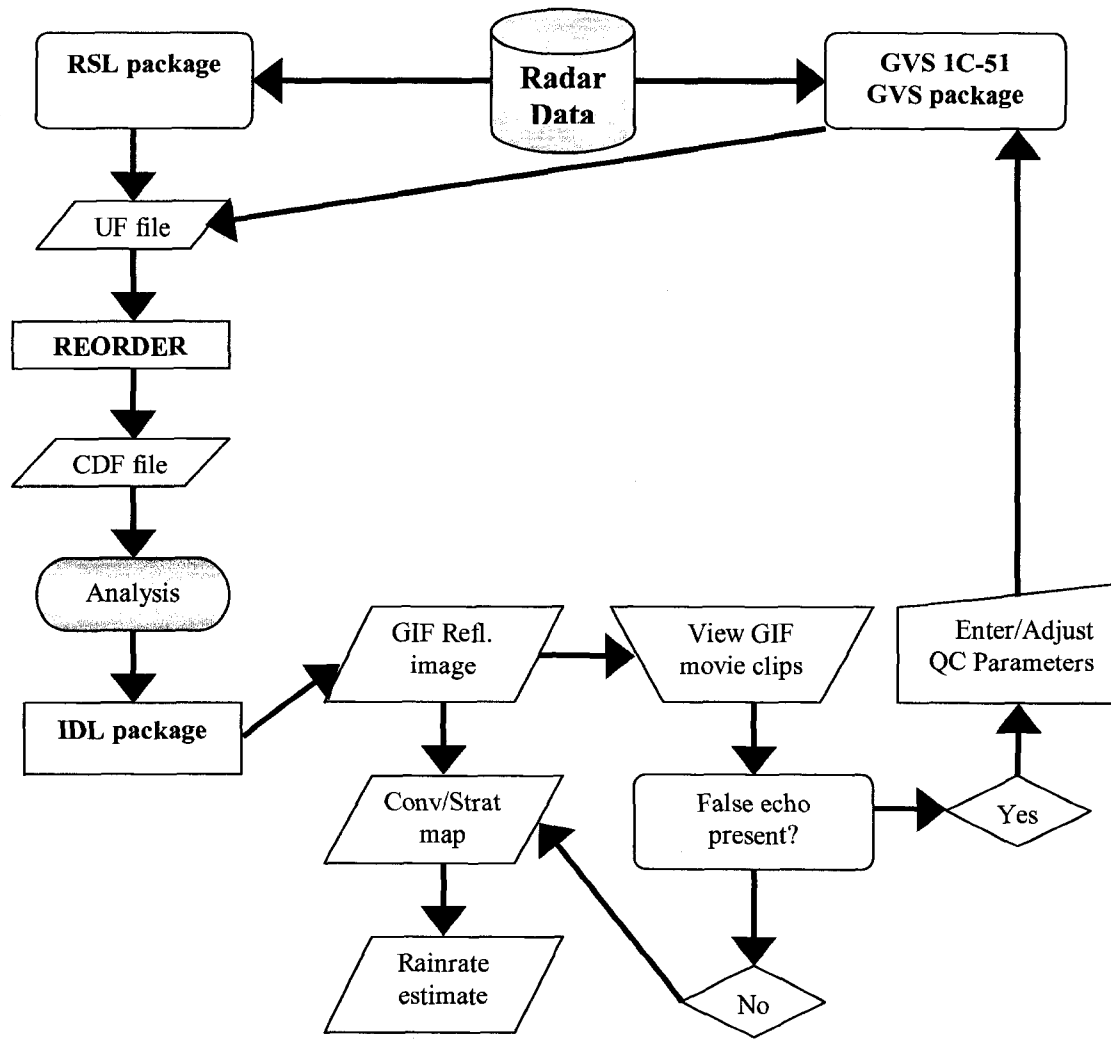 RSL package
Radar
Data
GVS 1C-51
GVS package
UF file
REORDER
CDF file
Analysis
IDL package
GIF Refl.
image
View GIF
movie clips
Enter/Adjust
QC Parameters
Conv/Strat
map
False echo
present?
Yes
Rainrate
estimate
No